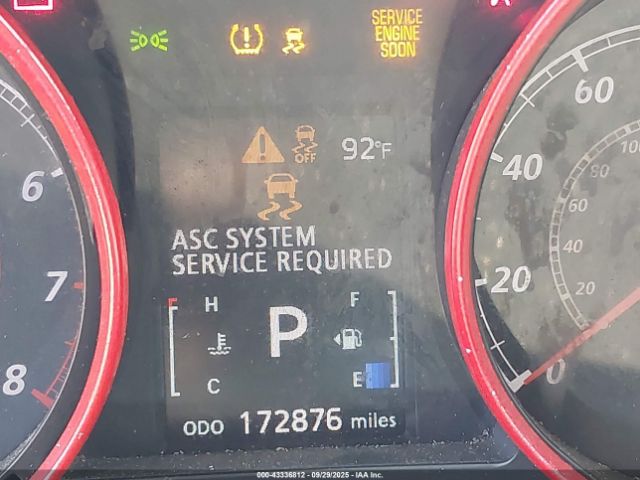 SERVICE
ENGINE
SOON
OFF
92°F
ASC SYSTEM
SERVICE REQUIRED
H
F
P
C
E
ODO 172876 miles
6
7
8
60
40
20
0
100
80
60
40
20
000-43336812 - 09/29/2025 - IAA Inc.